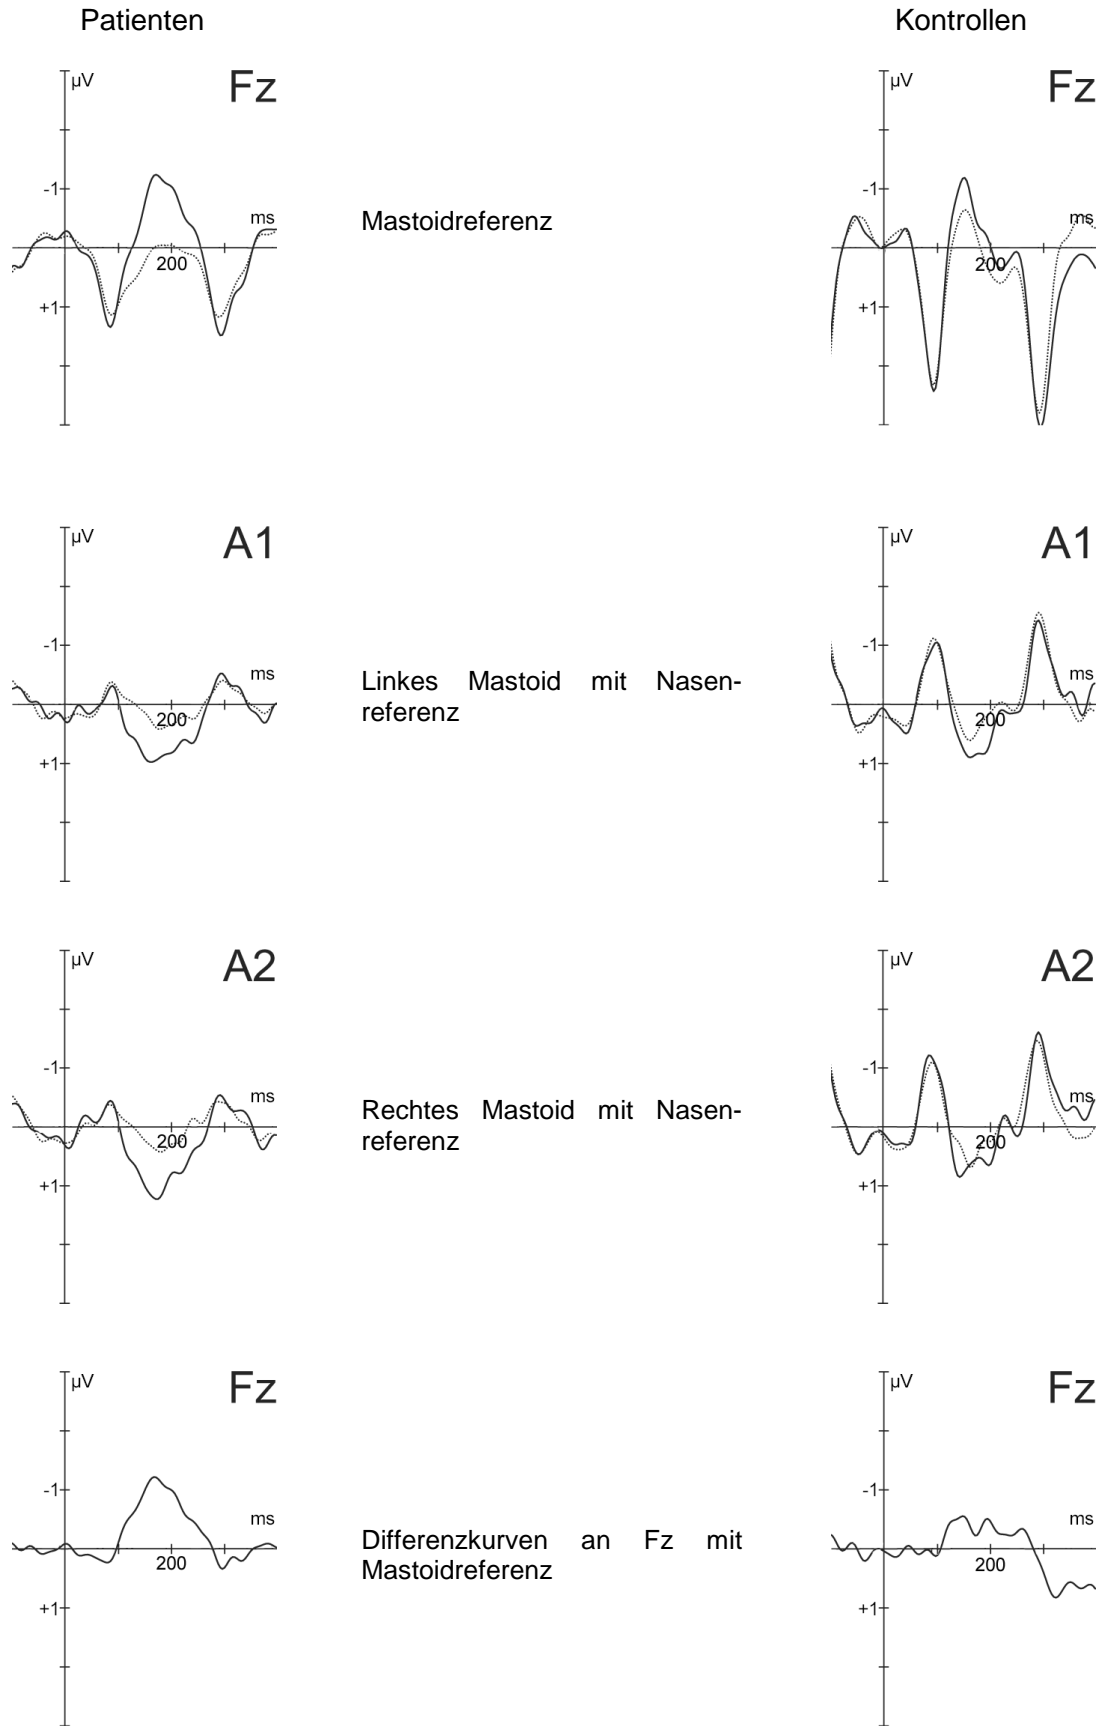 Patienten Kontrollen
µV Fz µV Fz
-1 -1
ms Mastoidreferenz ms
200 200
+1 +1
µV A1 µV A1
-1 -1
ms Linkes Mastoid mit Nasen- ms
200 referenz 200
+1 +1
µV A2 µV A2
-1 -1
ms Rechtes Mastoid mit Nasen- ms
200 referenz 200
+1 +1
µV Fz µV Fz
-1 -1
ms Differenzkurven an Fz mit ms
200 Mastoidreferenz 200
+1 +1